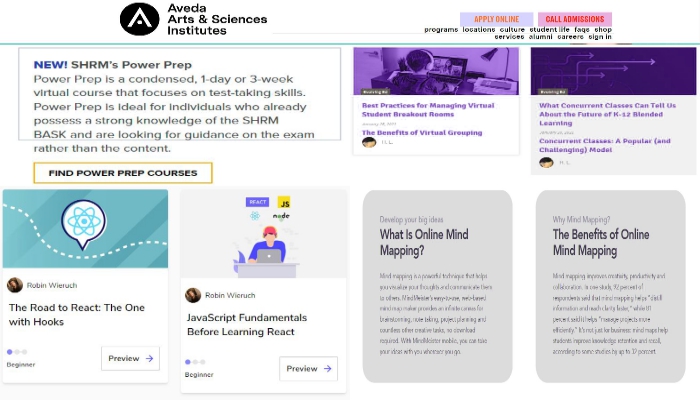 Aveda
Arts & Sciences
Institutes
APPLY ONLINE
CALL ADMISSIONS
programs locations culture student life faqs shop
services alumni careers sign in
NEW! SHRM's Power Prep
Power Prep is a condensed, 1-day or 3-week
virtual course that focuses on test-taking skills.
Power Prep is ideal for individuals who already
possess a strong knowledge of the SHRM
BASK and are looking for guidance on the exam
rather than the content.
FIND POWER PREP COURSES
Best Practices for Managing Virtual
Student Breakout Rooms
The Benefits of Virtual Grouping
H. L.
What Concurrent Classes Can Tell Us
About the Future of K-12 Blended
Learning
Concurrent Classes: A Popular (and
Challenging) Model
H. L.
Robin Wieruch
The Road to React: The One
with Hooks
Beginner
Preview
REACT
JS
node
Robin Wieruch
JavaScript Fundamentals
Before Learning React
Beginner
Preview
Develop your big ideas
What Is Online Mind
Mapping?
Mind mapping is a powerful technique that helps
you visualize your thoughts and communicate them
to others. MindMeister's easy-to-use, web-based
mind map maker provides an infinite canvas for
brainstorming, note taking, project planning and
countless other creative tasks, no download
required. With MindMeister mobile, you can take
your ideas with you wherever you go.
Why Mind Mapping?
The Benefits of Online
Mind Mapping
Mind mapping improves creativity, productivity and
collaboration. In one study, 92 percent of
respondents said that mind mapping helps "distill
information and reach clarity faster," while 91
percent said it helps "manage projects more
efficiently." It's not just for business: mind maps help
students improve knowledge retention and recall,
according to some studies by up to 32 percent.